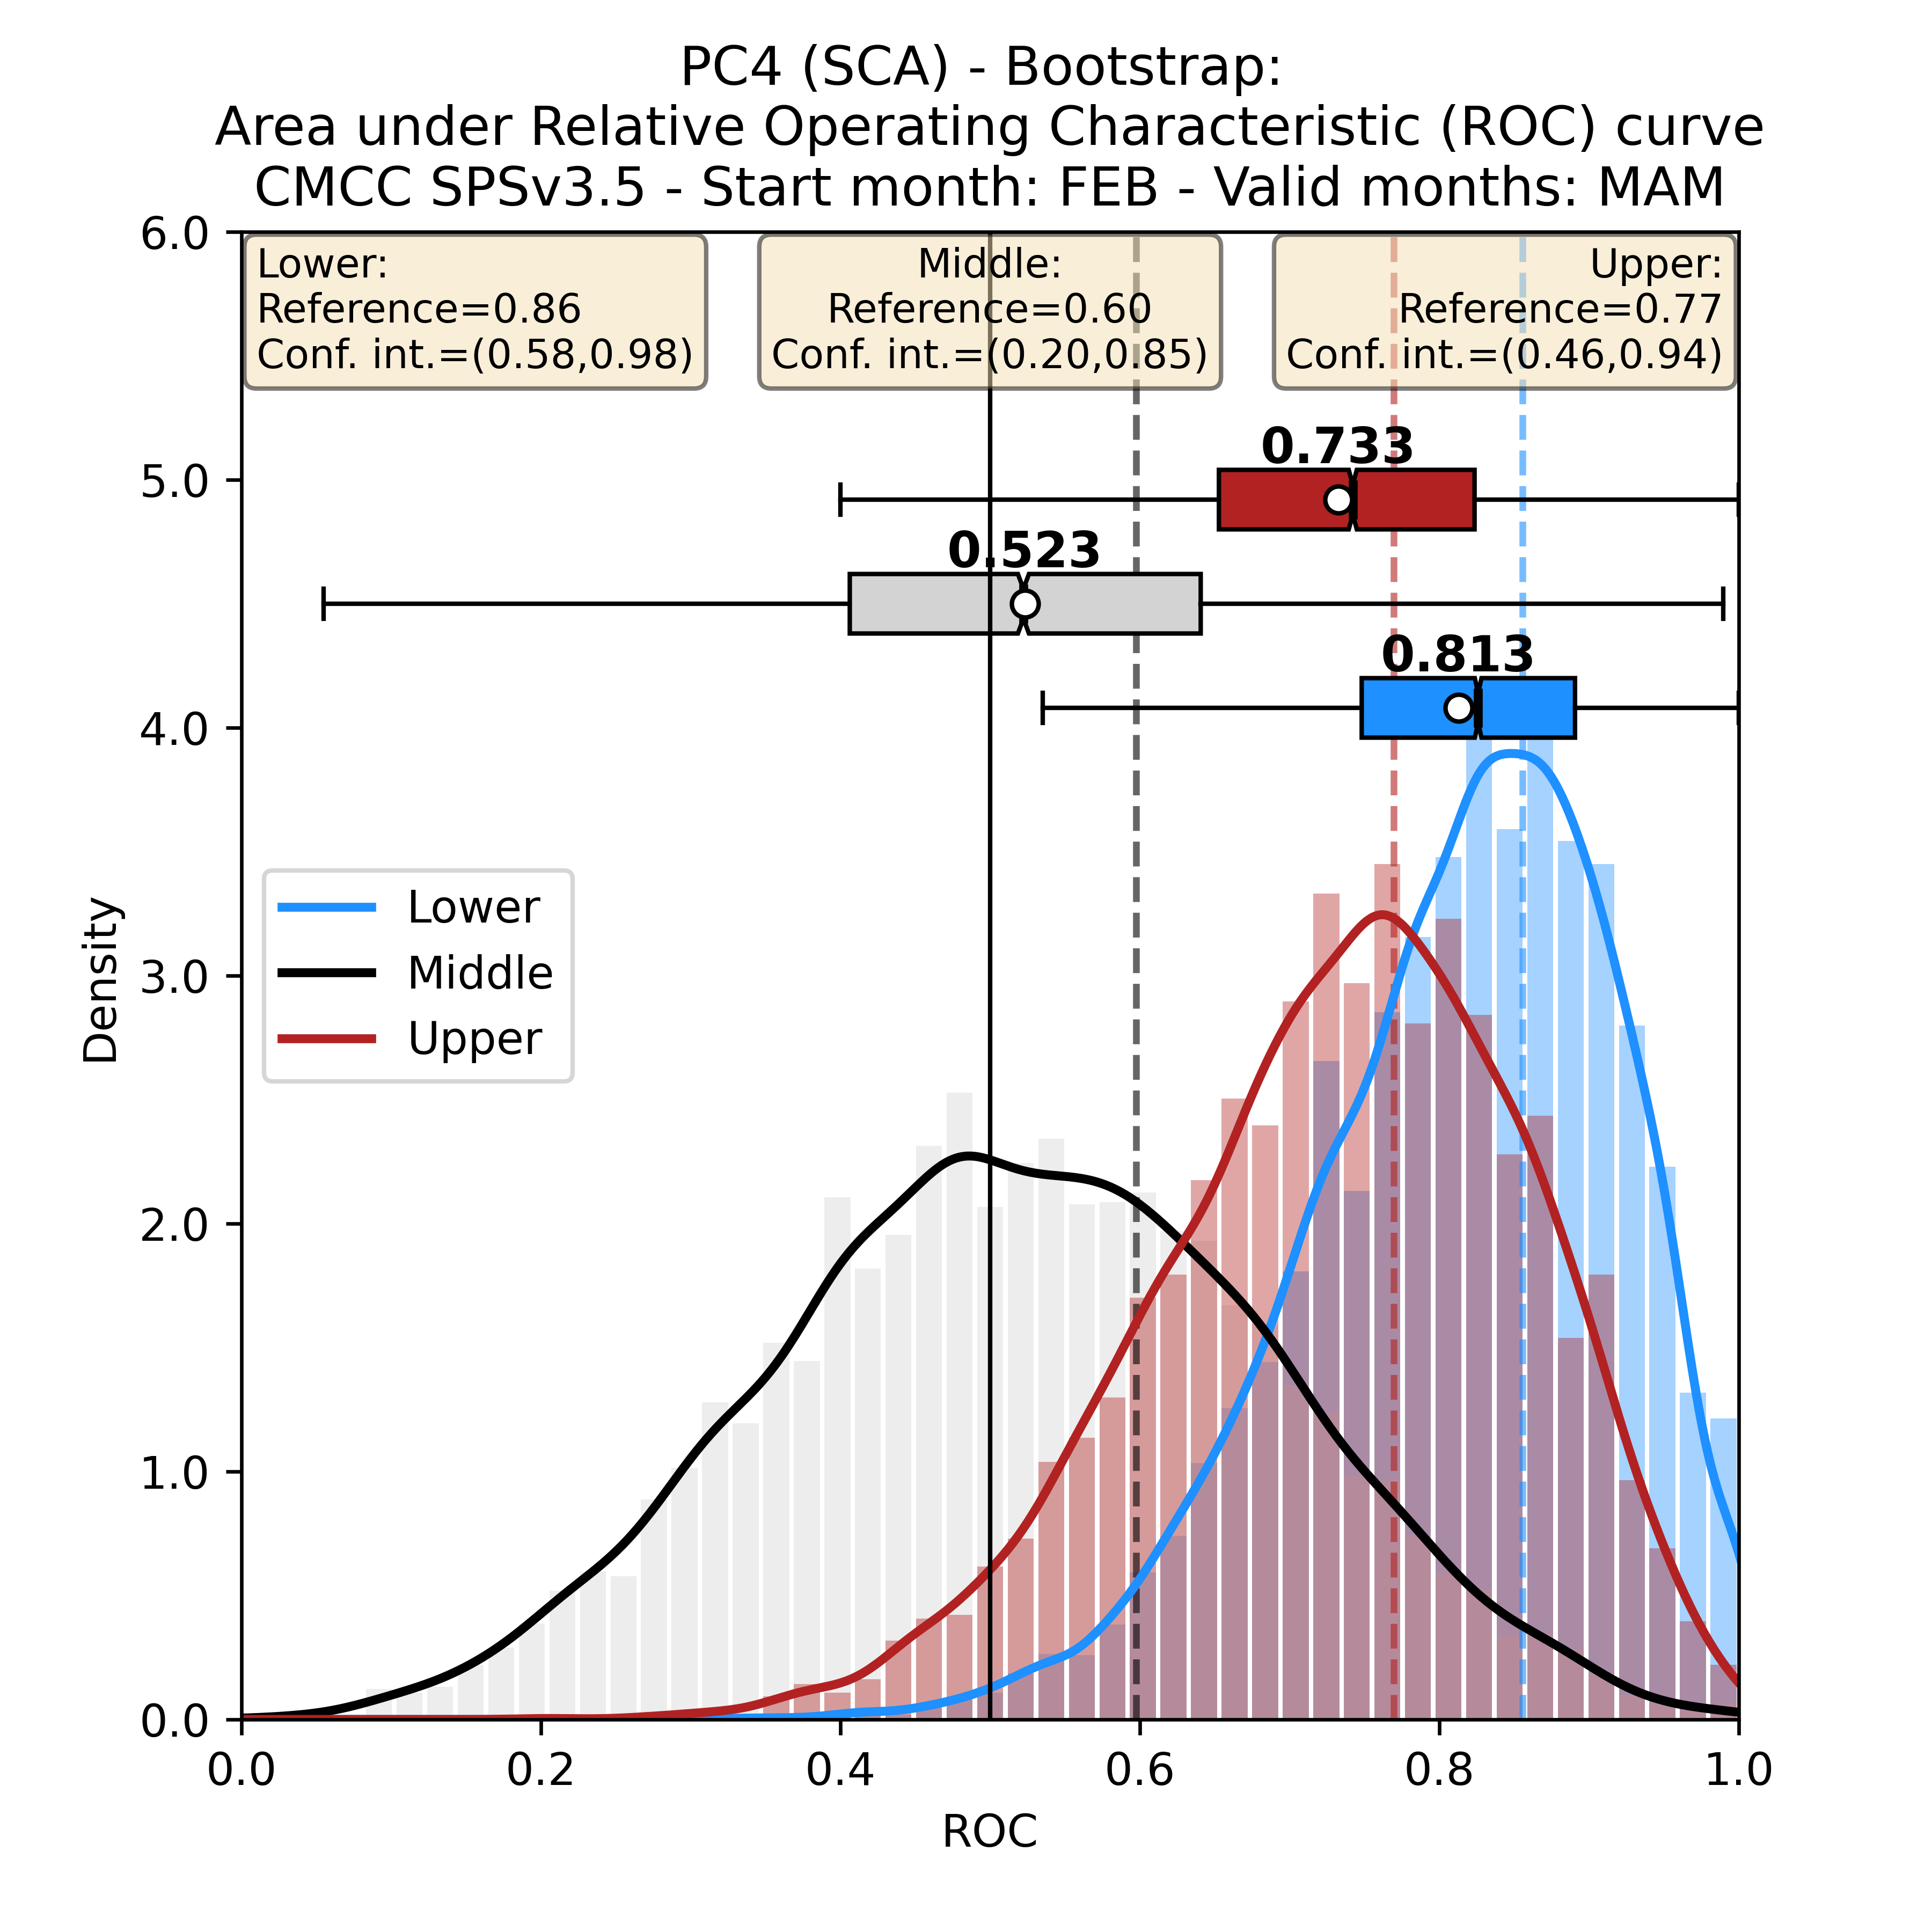 PC4 (SCA) - Bootstrap:
Area under Relative Operating Characteristic (ROC) curve
CMCC SPSv3.5 - Start month: FEB - Valid months: MAM
Lower:
Reference=0.86
Conf. int.=(0.58,0.98)
Middle:
Reference=0.60
Conf. int.=(0.20,0.85)
Upper:
Reference=0.77
Conf. int.=(0.46,0.94)
0.733
0.523
0.813
6.0
5.0
4.0
3.0
2.0
1.0
0.0
Density
Lower
Middle
Upper
0.0
0.2
0.4
0.6
0.8
1.0
ROC